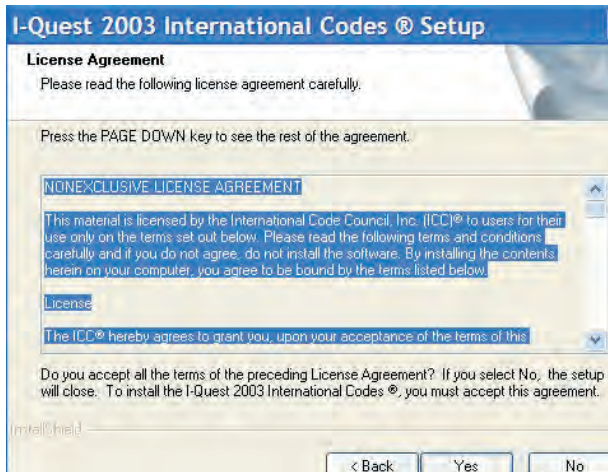 I-Quest 2003 International Codes ® Setup
License Agreement
Please read the following license agreement carefully.
Press the PAGE DOWN key to see the rest of the agreement.
NONEXCLUSIVE LICENSE AGREEMENT
This material is licensed by the International Code Council, Inc. (ICC)® to users for their
use only on the terms set out below. Please read the following terms and conditions
carefully and if you do not agree, do not install the software. By installing the contents
herein on your computer, you agree to be bound by the terms listed below.
License
The ICC® hereby agrees to grant you, upon your acceptance of the terms of this
Do you accept all the terms of the preceding License Agreement? If you select No, the setup
will close. To install the I-Quest 2003 International Codes ®, you must accept this agreement.
InstallShield
< Back
Yes
No